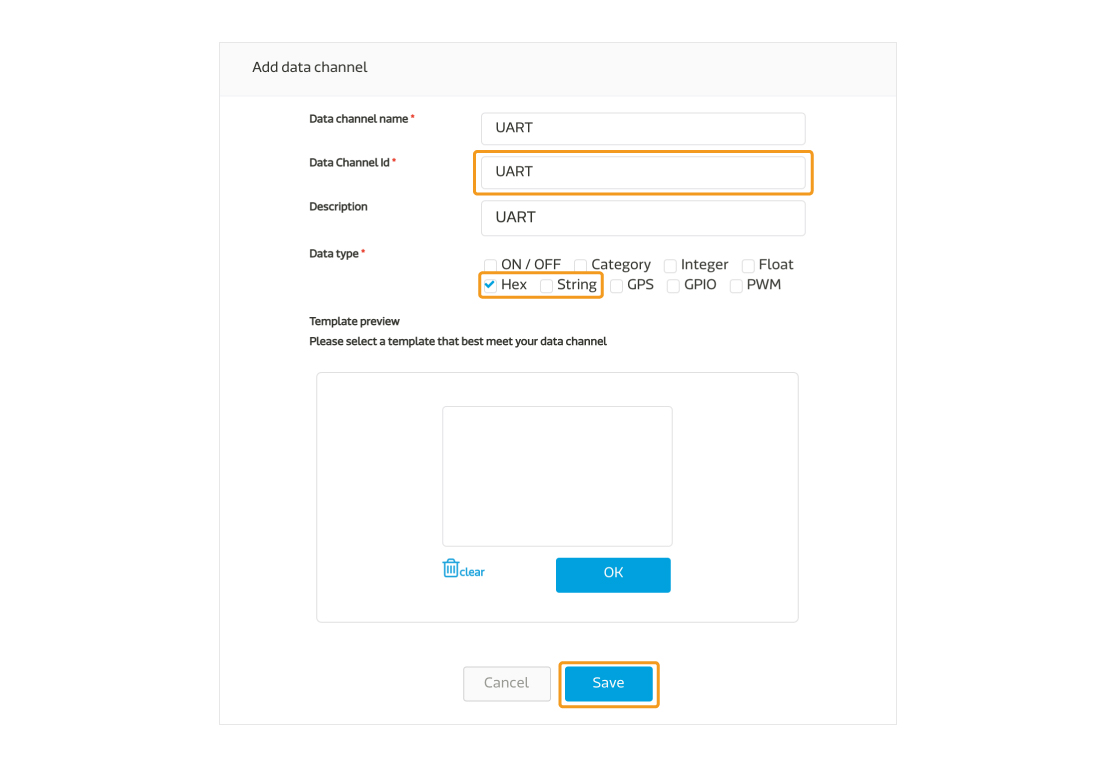 Add data channel
Data channel name *
UART
Data Channel Id *
UART
Description
UART
Data type *
ON / OFF Category Integer Float
Hex String GPS GPIO PWM
Template preview
Please select a template that best meet your data channel
clear
OK
Cancel
Save